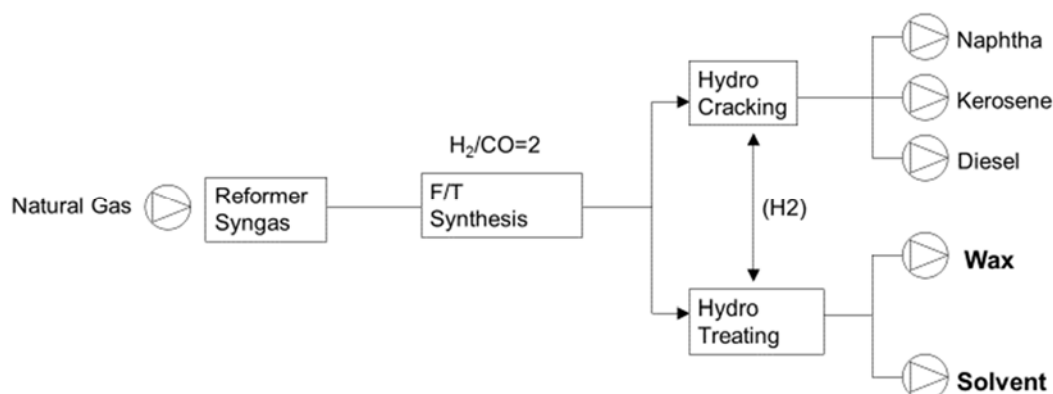 Natural Gas
Reformer
Syngas
H₂/CO=2
F/T
Synthesis
Hydro
Cracking
(H2)
Hydro
Treating
Naphtha
Kerosene
Diesel
Wax
Solvent